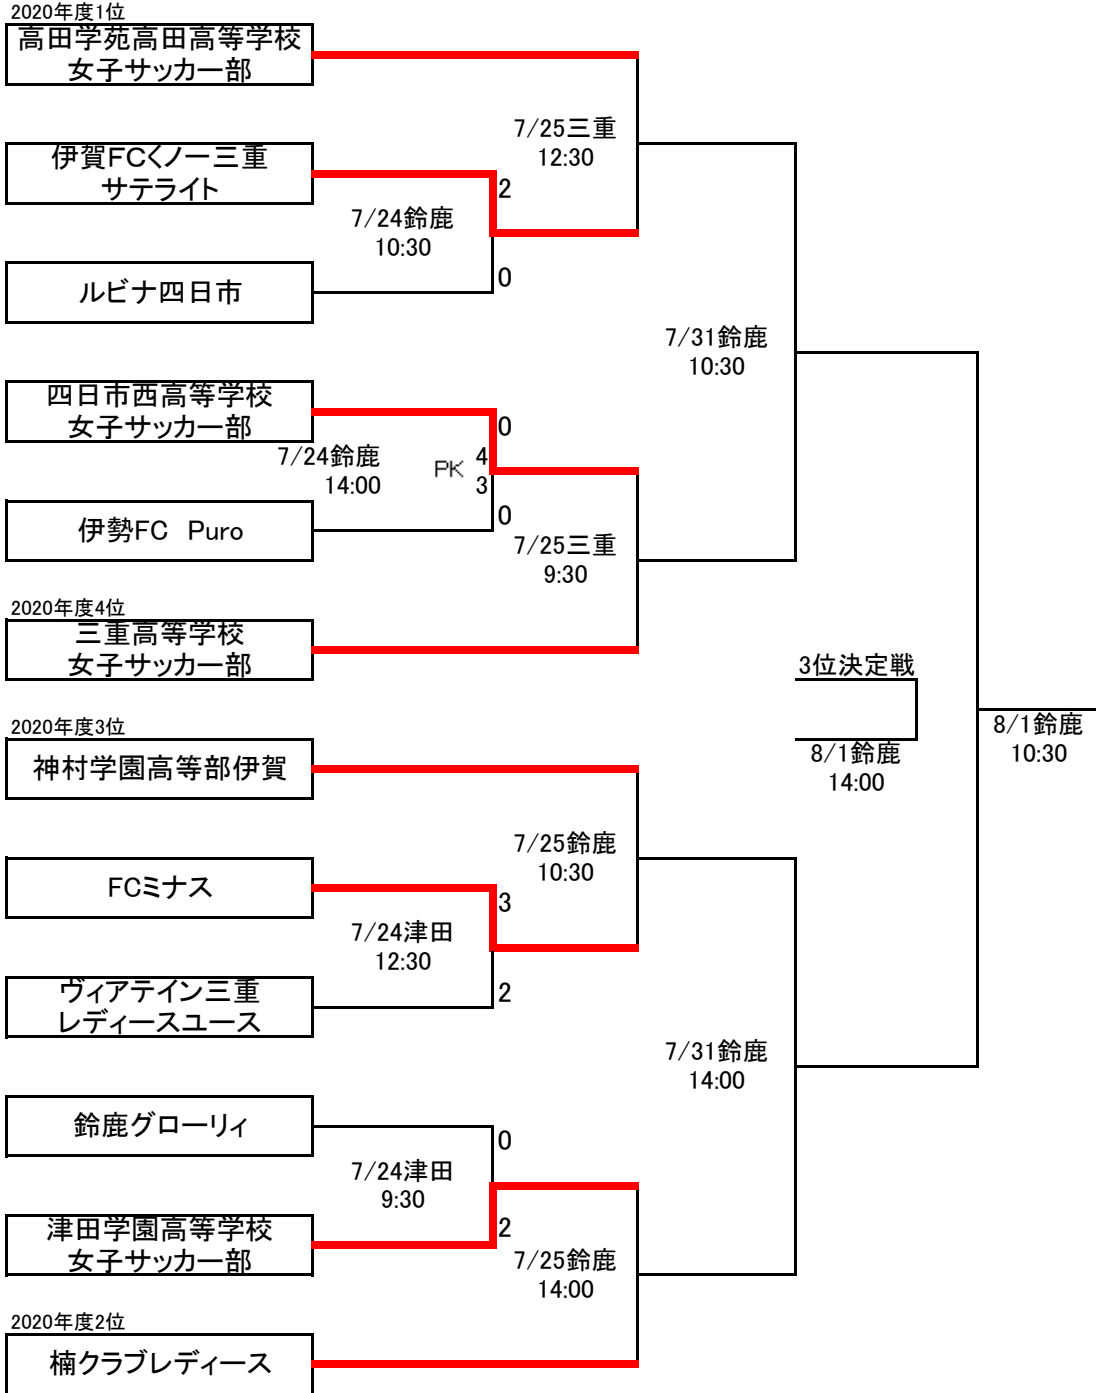 2020年度1位
高田学苑高田高等学校
女子サッカー部
7/25三重
12:30
伊賀FCくノ一三重
サテライト
2
7/24鈴鹿
10:30
0
ルビナ四日市
7/31鈴鹿
10:30
四日市西高等学校
女子サッカー部
0
7/24鈴鹿
14:00
PK
4
3
0
伊勢FC　Puro
7/25三重
9:30
2020年度4位
三重高等学校
女子サッカー部
3位決定戦
8/1鈴鹿
14:00
8/1鈴鹿
10:30
2020年度3位
神村学園高等部伊賀
7/25鈴鹿
10:30
FCミナス
3
7/24津田
12:30
2
ヴィアテイン三重
レディースユース
7/31鈴鹿
14:00
鈴鹿グローリィ
0
7/24津田
9:30
2
津田学園高等学校
女子サッカー部
7/25鈴鹿
14:00
2020年度2位
楠クラブレディース